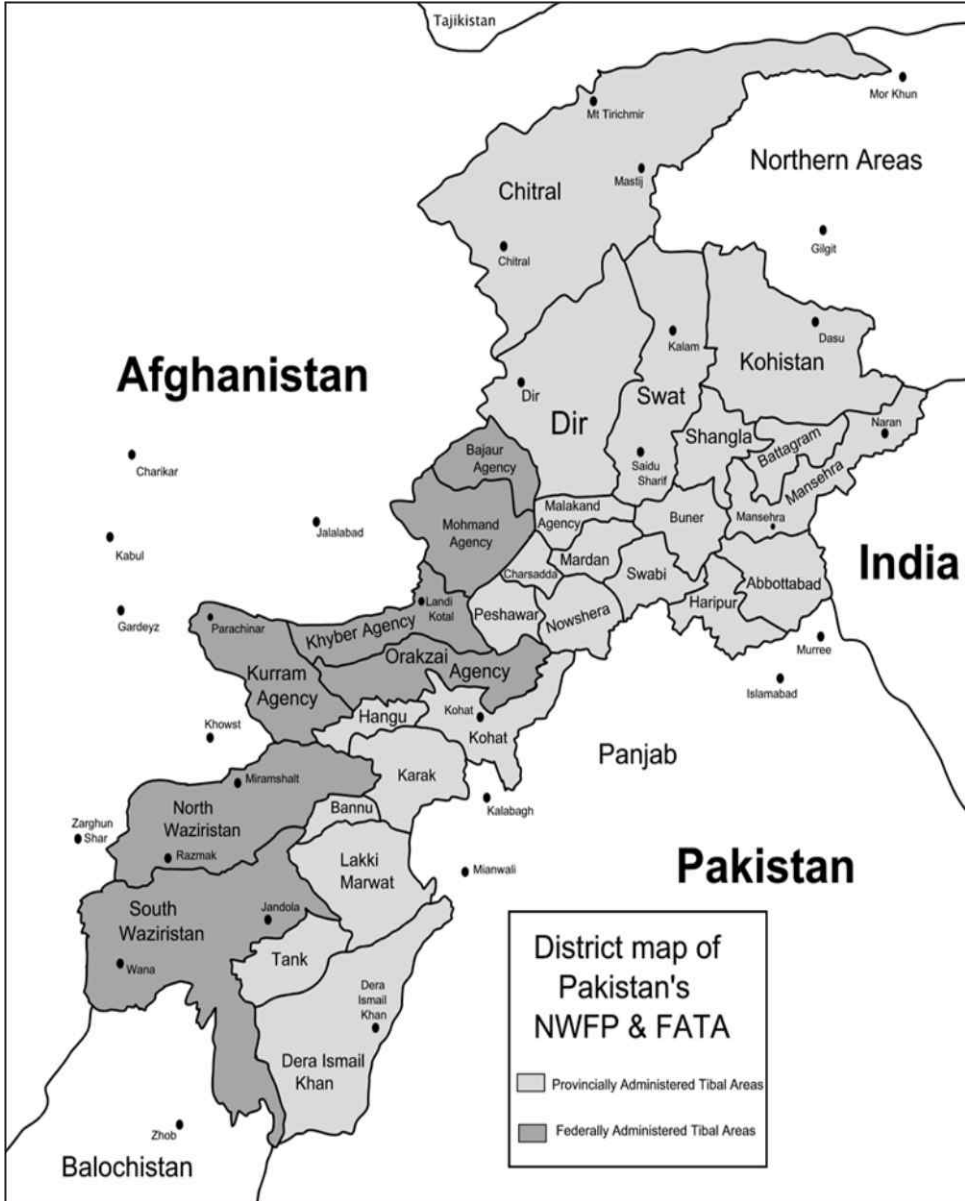 Tajikistan
Mor Khun
Mt Tirichmir
Northern Areas
Mastij
Chitral
Gilgit
Chitral
Dasu
Kalam
Kohistan
Afghanistan
Dir
Swat
Dir
Naran
Shangla
Battagram
Bajaur
Agency
Saidu
Sharif
Mansehra
Charikar
Malakand
Agency
Buner
Mansehra
Jalalabad
Mohmand
Agency
Kabul
Mardan
India
Charsadda
Swabi
Abbottabad
Landi
Kotal
Peshawar
Nowshera
Haripur
Gardeyz
Parachinar
Khyber Agency
Murree
Orakzai
Agency
Kurram
Agency
Islamabad
Kohat
Hangu
Khowst
Kohat
Panjab
Karak
Miramshalt
Kalabagh
North
Waziristan
Bannu
Zarghun
Shar
Razmak
Lakki
Marwat
Mianwali
Pakistan
South
Waziristan
Jandola
Tank
Wana
Dera
Ismail
Khan
Dera Ismail
Khan
District map of
Pakistan's
NWFP & FATA
Provincially Administered Tibal Areas
Federally Administered Tibal Areas
Zhob
Balochistan